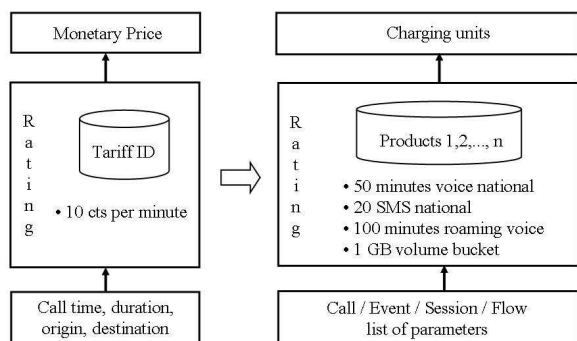 Monetary Price
Rating
Tariff ID
• 10 cts per minute
Call time, duration,
origin, destination
Charging units
Rating
Products 1,2,..., n
• 50 minutes voice national
• 20 SMS national
• 100 minutes roaming voice
• 1 GB volume bucket
Call / Event / Session / Flow
list of parameters